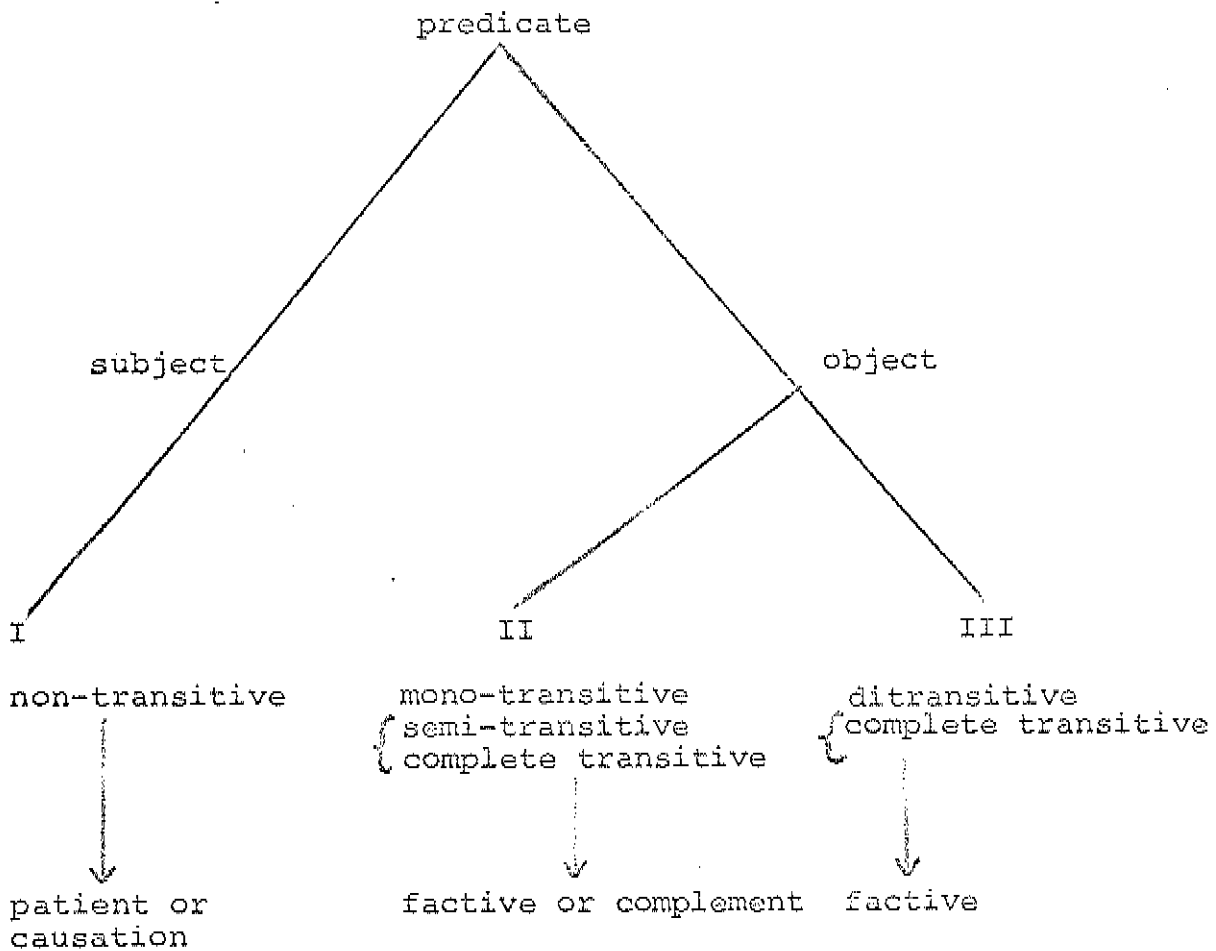 predicate
subject
object
I
II
III
non-transitive
mono-transitive
semi-transitive
complete transitive
ditransitive
complete transitive
patient or
causation
factive or complement
factive